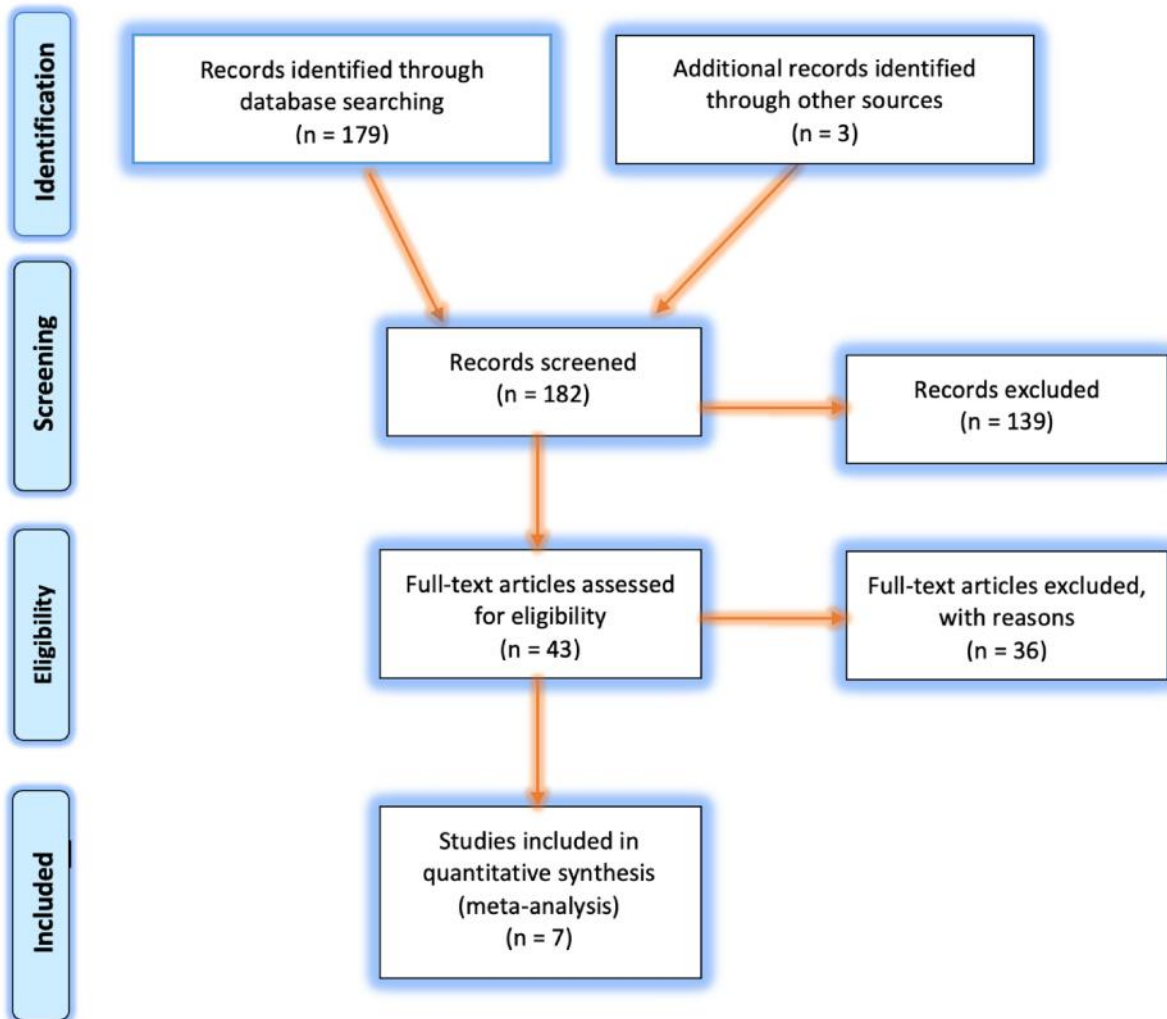 Identification
Records identified through
database searching
(n = 179)
Additional records identified
through other sources
(n = 3)
Screening
Records screened
(n = 182)
Records excluded
(n = 139)
Eligibility
Full-text articles assessed
for eligibility
(n = 43)
Full-text articles excluded,
with reasons
(n = 36)
Included
Studies included in
quantitative synthesis
(meta-analysis)
(n = 7)